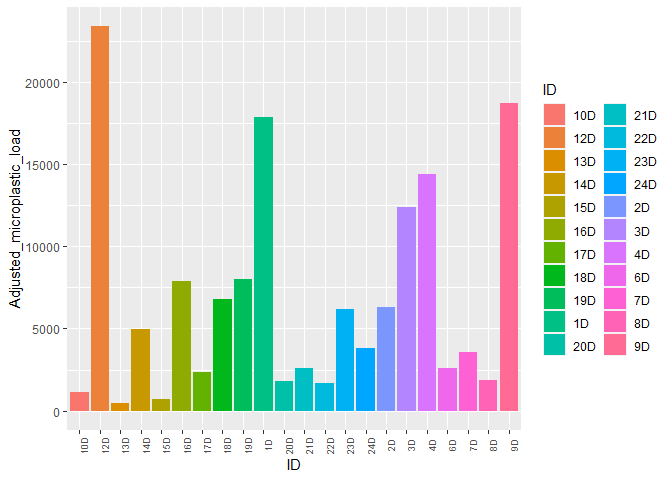 Adjusted_microplastic_load
20000
15000
10000
5000
0
10D 12D 13D 14D 15D 16D 17D 18D 19D 1D 20D 21D 22D 23D 24D 2D 3D 4D 6D 7D 8D 9D
ID
ID
10D 21D
12D 22D
13D 23D
14D 24D
15D 2D
16D 3D
17D 4D
18D 6D
19D 7D
1D 8D
20D 9D